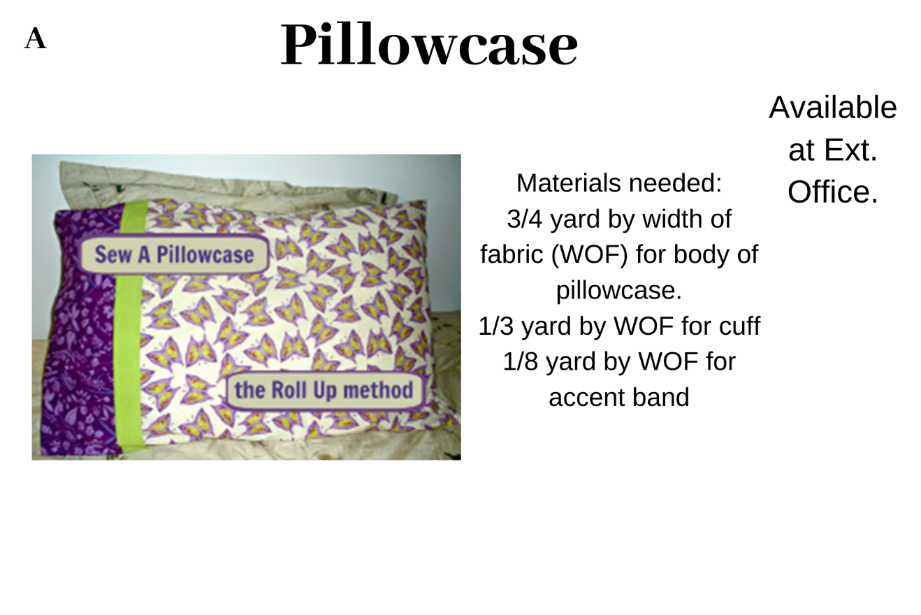 A
Pillowcase
Available
at Ext.
Office.
Sew A Pillowcase
the Roll Up method
Materials needed:
3/4 yard by width of
fabric (WOF) for body of
pillowcase.
1/3 yard by WOF for cuff
1/8 yard by WOF for
accent band